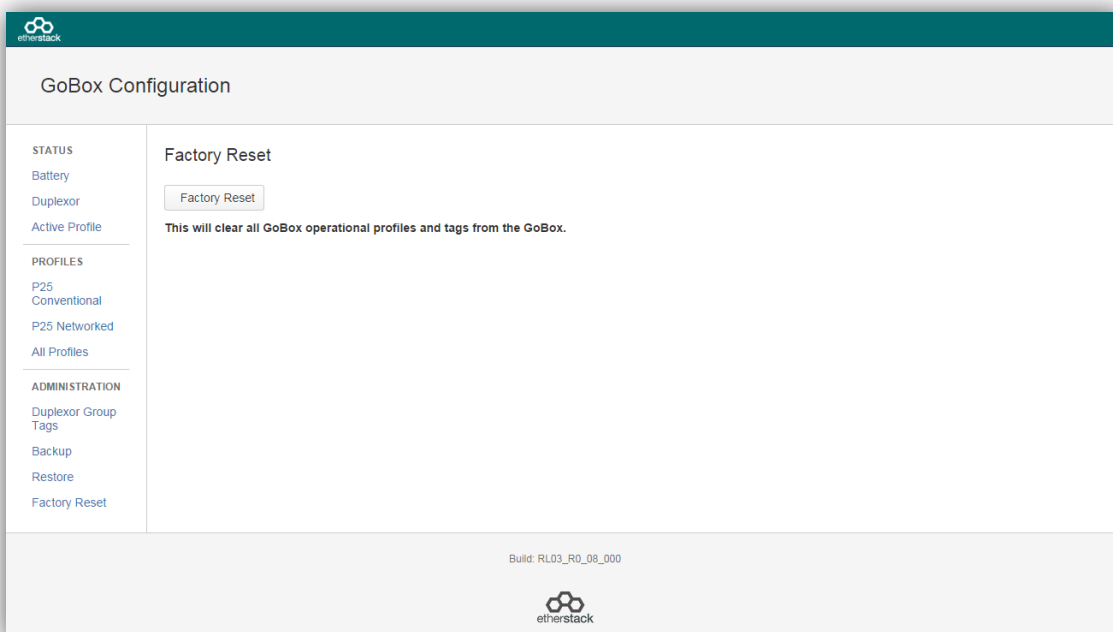 etherstack
GoBox Configuration
STATUS
Battery
Duplexor
Active Profile
PROFILES
P25
Conventional
P25 Networked
All Profiles
ADMINISTRATION
Duplexor Group
Tags
Backup
Restore
Factory Reset
Factory Reset
Factory Reset
This will clear all GoBox operational profiles and tags from the GoBox.
Build: RL03_R0_08_000
etherstack